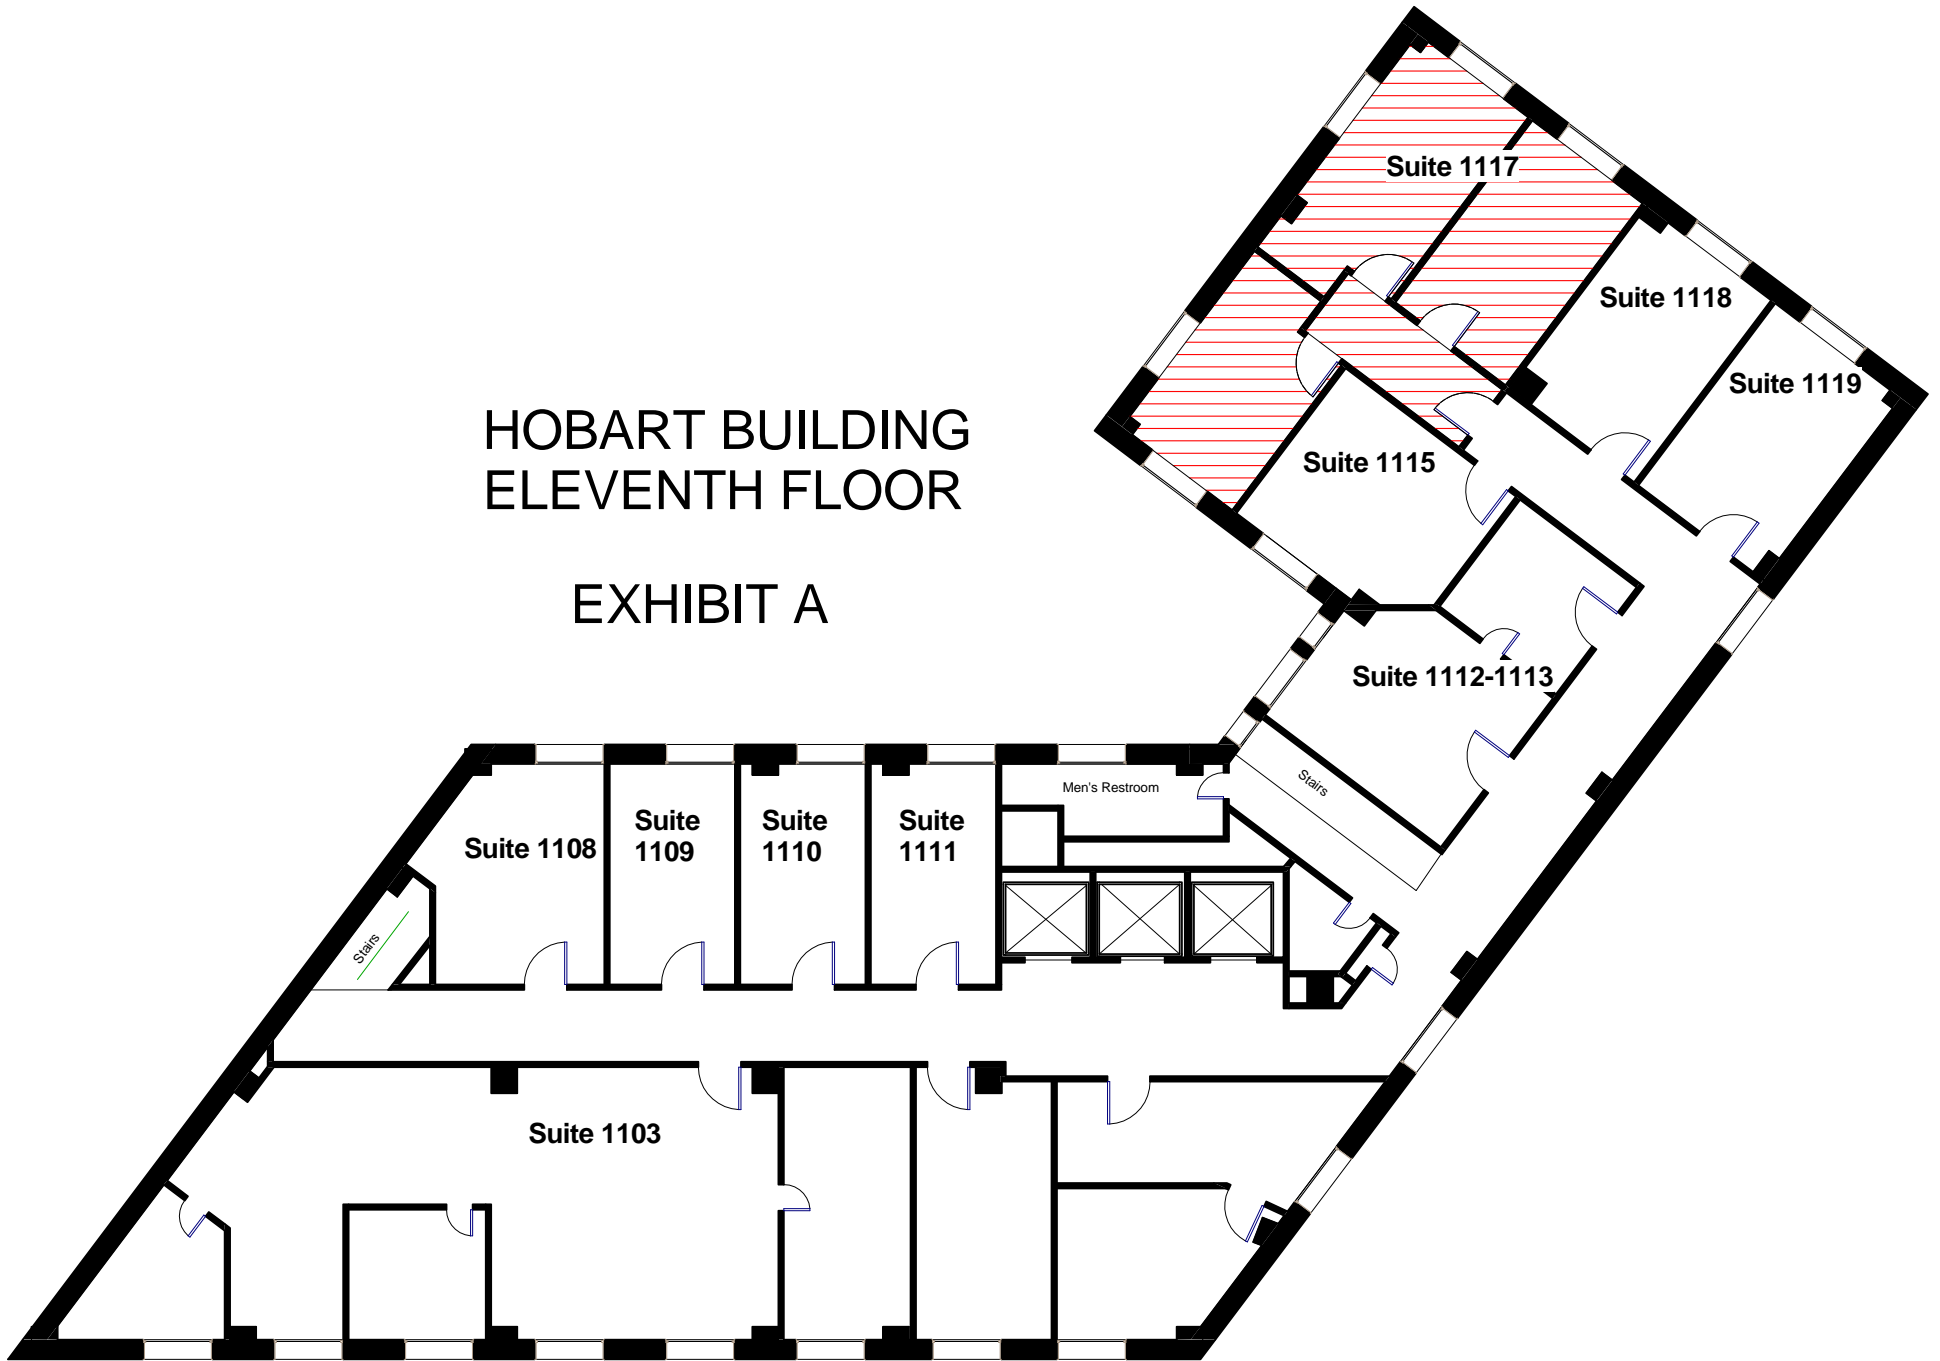 HOBART BUILDING
ELEVENTH FLOOR
EXHIBIT A
Suite 1117
Suite 1118
Suite 1119
Suite 1115
Suite 1112-1113
Stairs
Men's Restroom
Suite 1108
Suite
1109
Suite
1110
Suite
1111
Stairs
Suite 1103